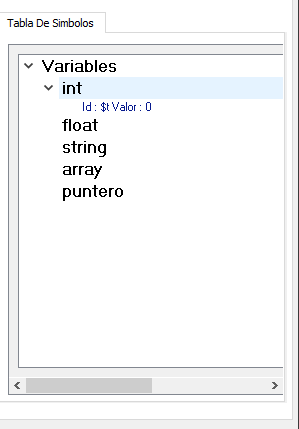 Tabla De Simbolos
Variables
int
Id : $t Valor : 0
float
string
array
puntero